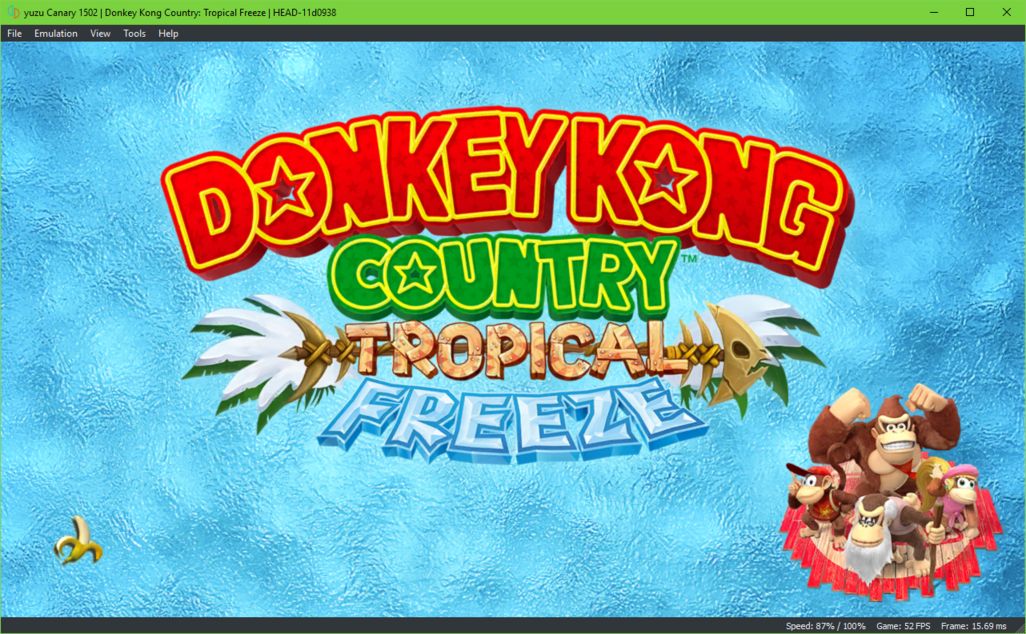 yuzu Canary 1502 | Donkey Kong Country: Tropical Freeze | HEAD-11d0938
File Emulation View Tools Help
DONKEY KONG
COUNTRY™
TROPICAL
FREEZE
Speed: 87% / 100% Game: 52 FPS Frame: 15.69 ms